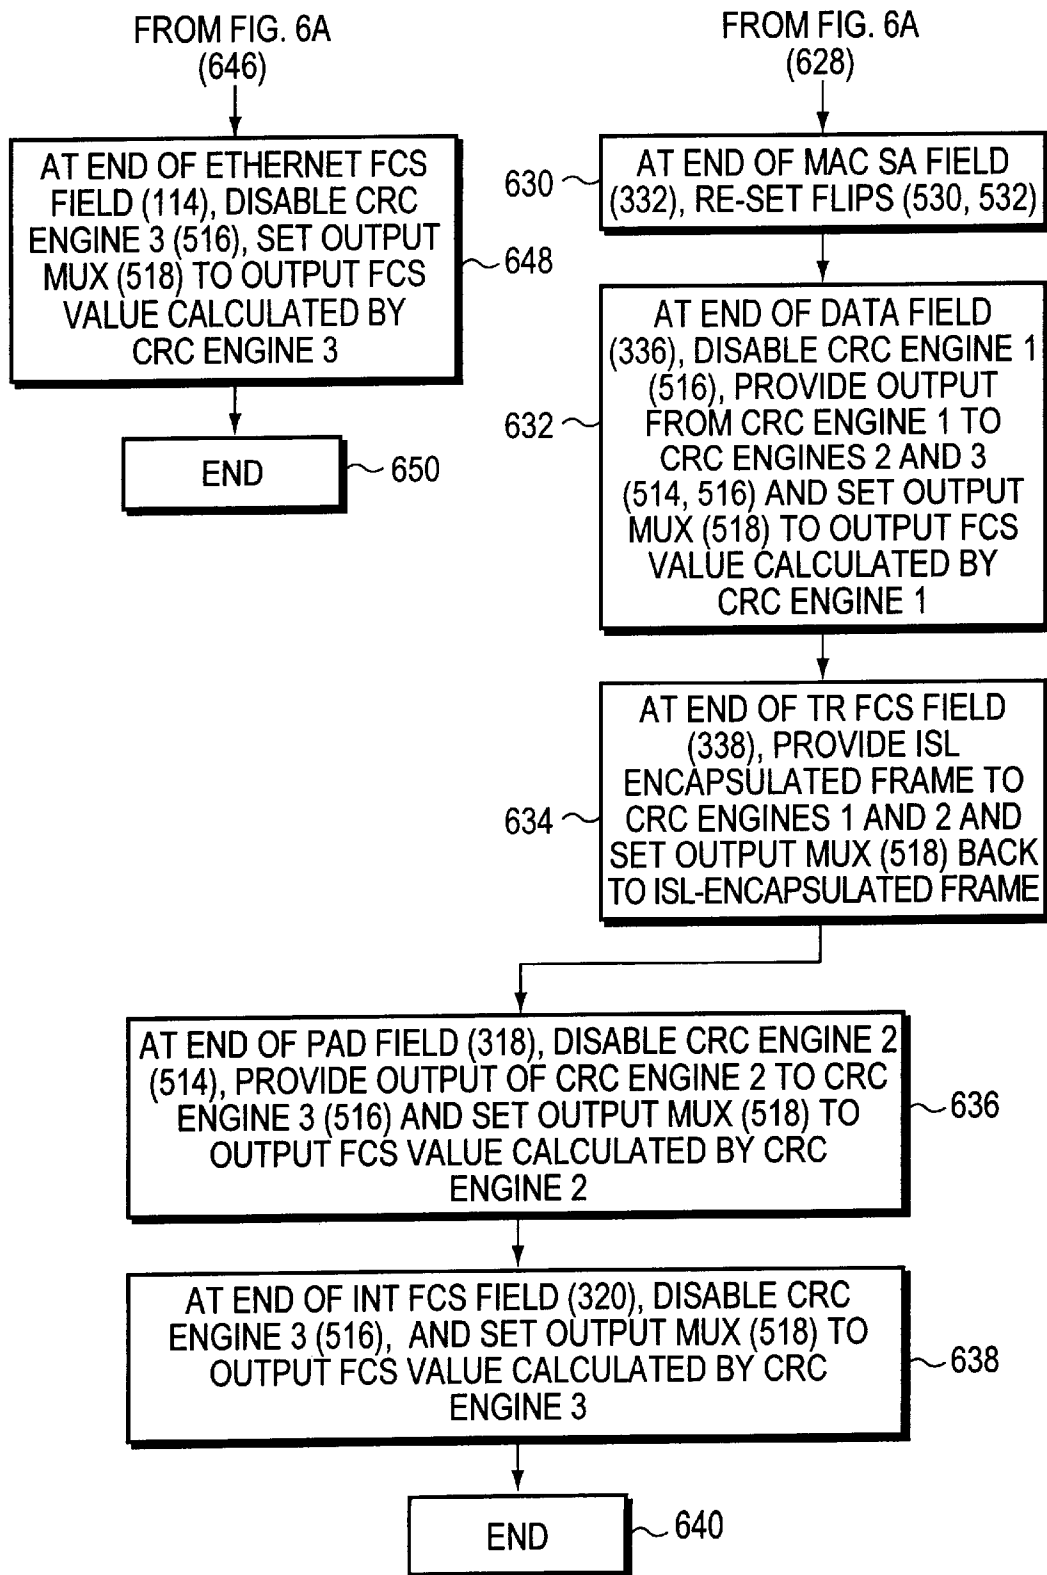 FROM FIG. 6A
(646)
AT END OF ETHERNET FCS
FIELD (114), DISABLE CRC
ENGINE 3 (516), SET OUTPUT
MUX (518) TO OUTPUT FCS
VALUE CALCULATED BY
CRC ENGINE 3
648
END
650
FROM FIG. 6A
(628)
630
AT END OF MAC SA FIELD
(332), RE-SET FLIPS (530, 532)
632
AT END OF DATA FIELD
(336), DISABLE CRC ENGINE 1
(516), PROVIDE OUTPUT
FROM CRC ENGINE 1 TO
CRC ENGINES 2 AND 3
(514, 516) AND SET OUTPUT
MUX (518) TO OUTPUT FCS
VALUE CALCULATED BY
CRC ENGINE 1
634
AT END OF TR FCS FIELD
(338), PROVIDE ISL
ENCAPSULATED FRAME TO
CRC ENGINES 1 AND 2 AND
SET OUTPUT MUX (518) BACK
TO ISL-ENCAPSULATED FRAME
AT END OF PAD FIELD (318), DISABLE CRC ENGINE 2
(514), PROVIDE OUTPUT OF CRC ENGINE 2 TO CRC
ENGINE 3 (516) AND SET OUTPUT MUX (518) TO
OUTPUT FCS VALUE CALCULATED BY CRC
ENGINE 2
636
AT END OF INT FCS FIELD (320), DISABLE CRC
ENGINE 3 (516), AND SET OUTPUT MUX (518) TO
OUTPUT FCS VALUE CALCULATED BY CRC
ENGINE 3
638
END
640